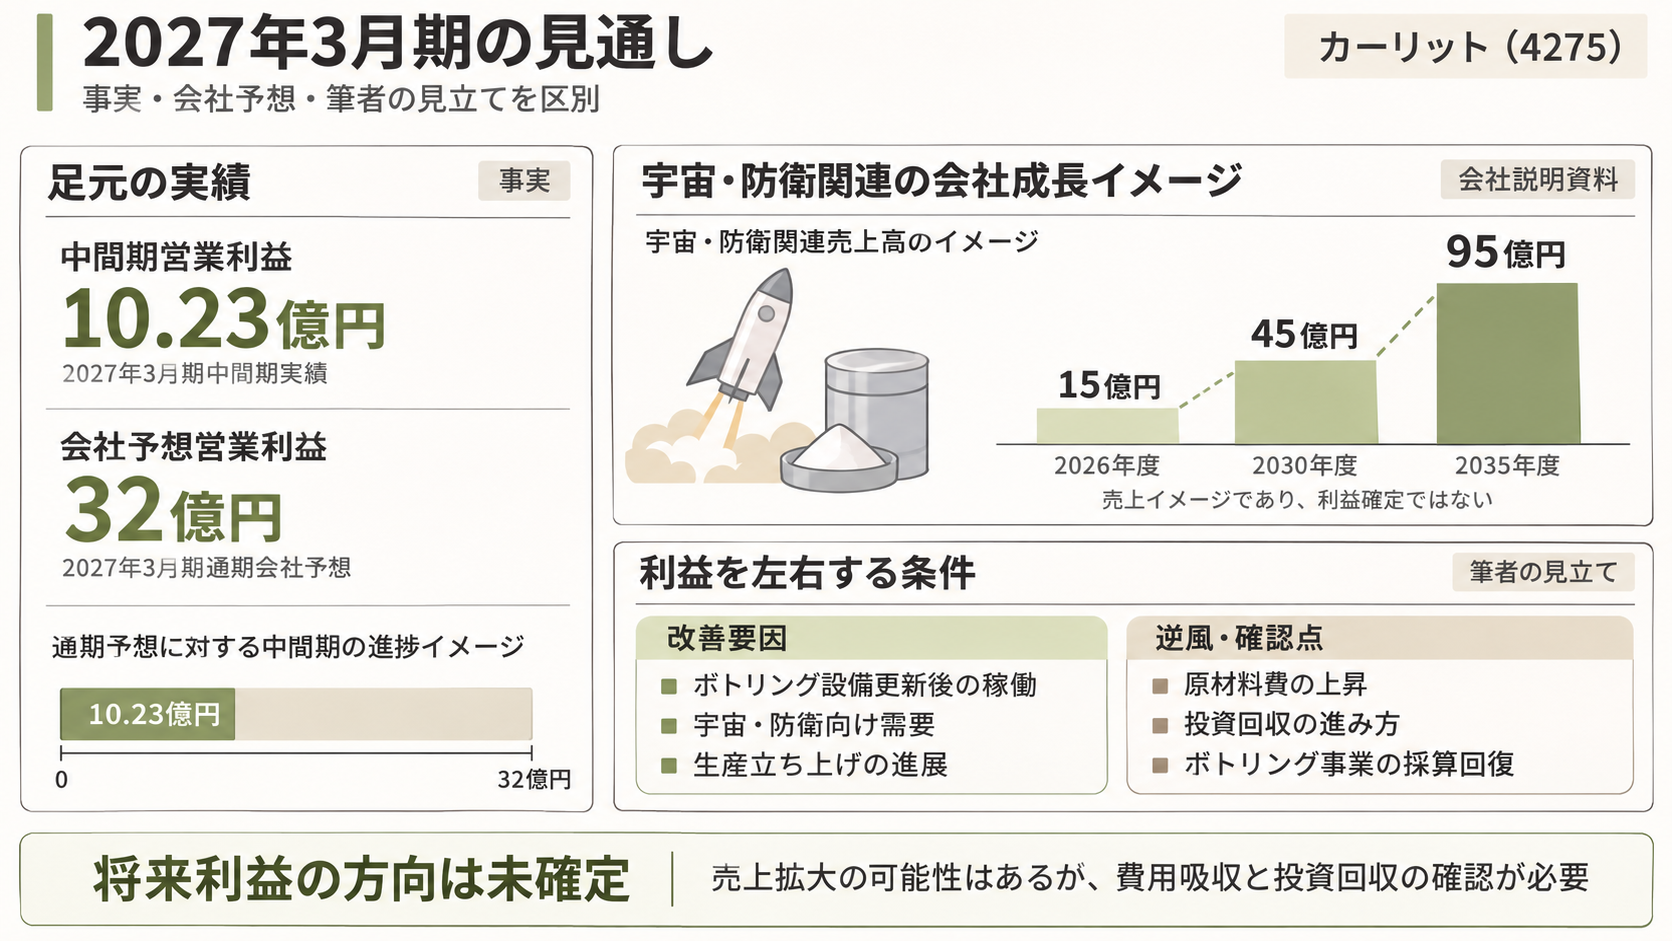 2027年3月期の見通し
事実・会社予想・筆者の見立てを区別
カーリット（4275）
足元の実績
事実
中間期営業利益
10.23億円
2027年3月期中間期実績
会社予想営業利益
32億円
2027年3月期通期会社予想
通期予想に対する中間期の進捗イメージ
10.23億円
0
32億円
宇宙・防衛関連の会社成長イメージ
会社説明資料
宇宙・防衛関連売上高のイメージ
15億円
45億円
95億円
2026年度
2030年度
2035年度
売上イメージであり、利益確定ではない
利益を左右する条件
筆者の見立て
改善要因
ボトリング設備更新後の稼働
宇宙・防衛向け需要
生産立ち上げの進展
逆風・確認点
原材料費の上昇
投資回収の進み方
ボトリング事業の採算回復
将来利益の方向は未確定
売上拡大の可能性はあるが、費用吸収と投資回収の確認が必要